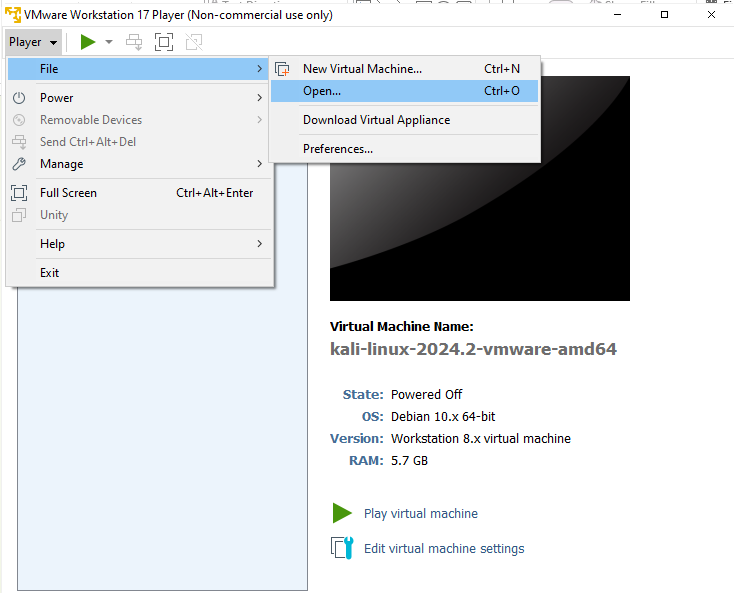 VMware Workstation 17 Player (Non-commercial use only)
Player
File
New Virtual Machine... Ctrl+N
Open... Ctrl+O
Download Virtual Appliance
Preferences...
Power
Removable Devices
Send Ctrl+Alt+Del
Manage
Full Screen Ctrl+Alt+Enter
Unity
Help
Exit
Virtual Machine Name:
kali-linux-2024.2-vmware-amd64
State: Powered Off
OS: Debian 10.x 64-bit
Version: Workstation 8.x virtual machine
RAM: 5.7 GB
Play virtual machine
Edit virtual machine settings